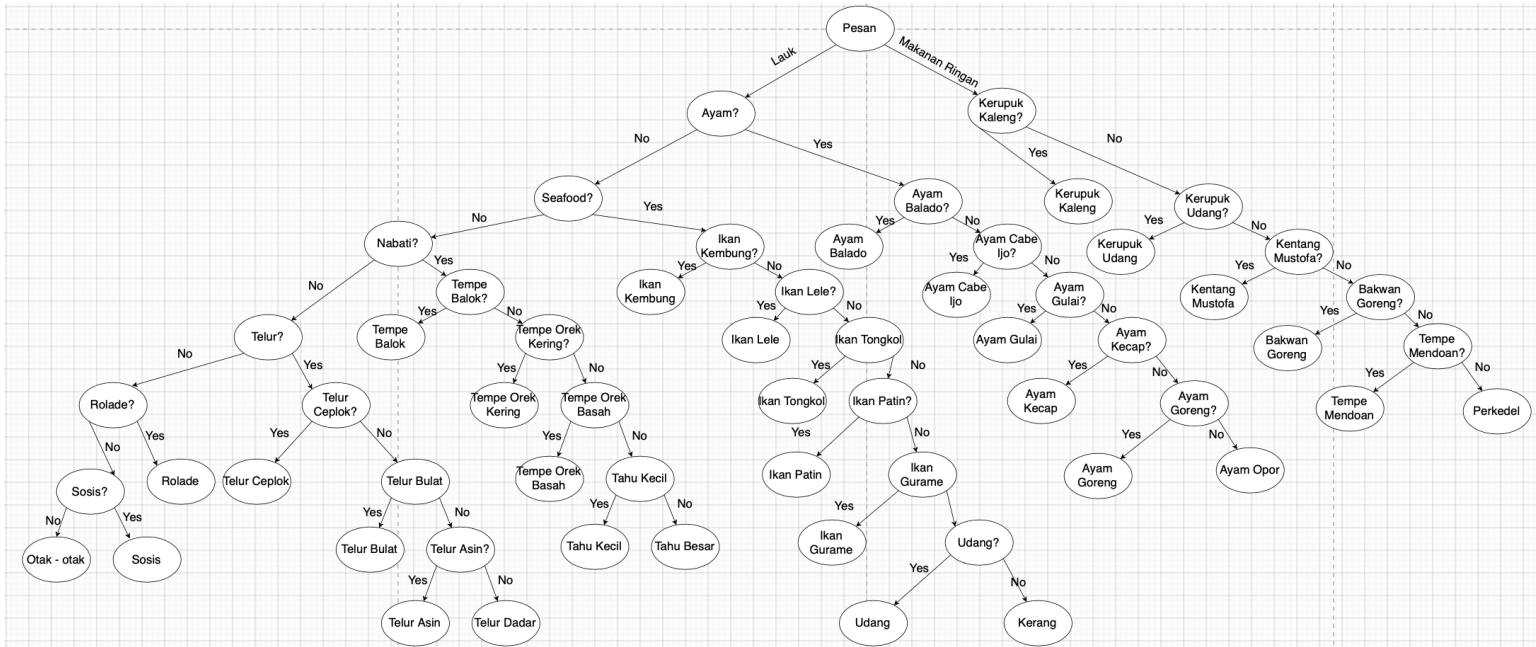 Pesan
Lauk
Makanan Ringan
Ayam?
Kerupuk
Kaleng?
No
Yes
Yes
No
Seafood?
Ayam
Balado?
Kerupuk
Kaleng
Kerupuk
Udang?
No
Yes
Yes
No
Yes
No
Nabati?
Ikan
Kembung?
Ayam
Balado
Ayam Cabe
Ijo?
Kerupuk
Udang
Kentang
Mustofa?
No
Yes
Yes
No
Yes
No
Yes
No
Tempe
Balok?
Ikan
Kembung
Ikan Lele?
Ayam Cabe
Ijo
Ayam
Gulai?
Kentang
Mustofa
Bakwan
Goreng?
Yes
No
Yes
No
Yes
No
Yes
No
Telur?
Tempe
Balok
Tempe Orek
Kering?
Ikan Lele
Ikan Tongkol
Ayam Gulai
Ayam
Kecap?
Bakwan
Goreng
Tempe
Mendoan?
No
Yes
Yes
No
Yes
No
Yes
No
Yes
No
Rolade?
Telur
Ceplok?
Tempe Orek
Kering
Tempe Orek
Basah
Ikan Tongkol
Ikan Patin?
Ayam
Kecap
Ayam
Goreng?
Tempe
Mendoan
Perkedel
No
Yes
Yes
No
Yes
No
Yes
No
Yes
No
Sosis?
Rolade
Telur Ceplok
Telur Bulat
Tempe Orek
Basah
Tahu Kecil
Ikan Patin
Ikan
Gurame
Ayam
Goreng
Ayam Opor
No
Yes
Yes
No
Yes
No
Yes
Otak - otak
Sosis
Telur Bulat
Telur Asin?
Tahu Kecil
Tahu Besar
Ikan
Gurame
Udang?
Yes
No
Yes
No
Telur Asin
Telur Dadar
Udang
Kerang